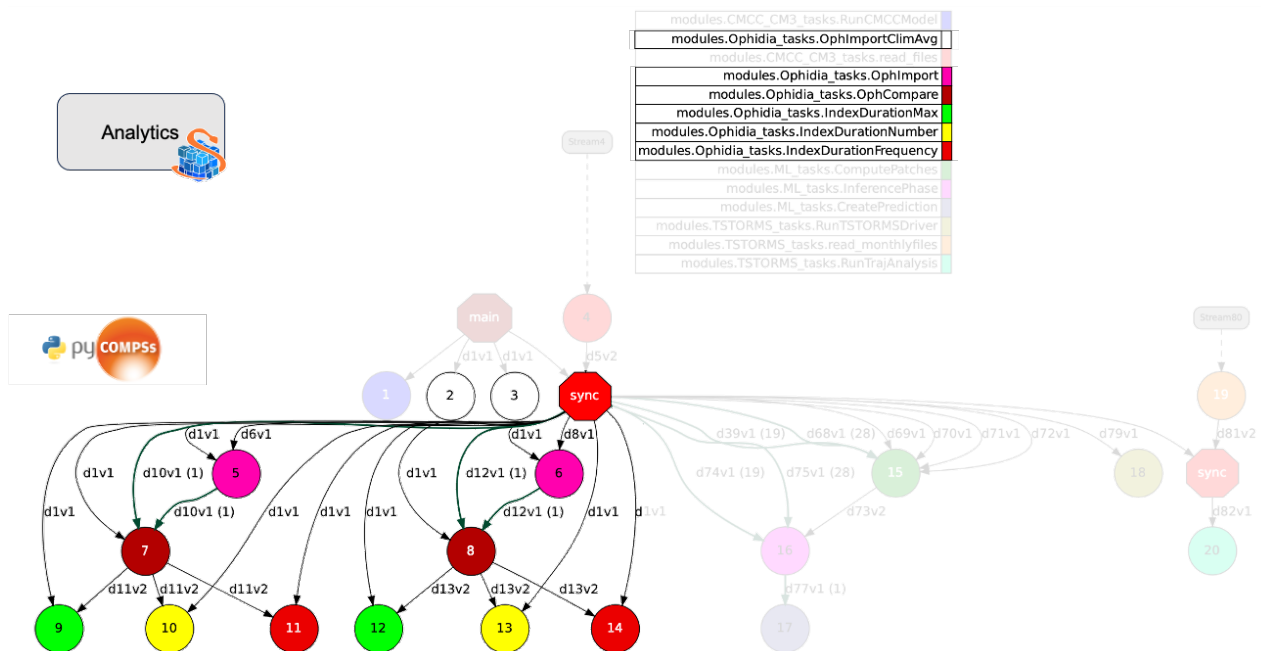 modules.CMCC_CM3_tasks.RunCMCCModel
modules.Ophidia_tasks.OphImportClimAvg
modules.CMCC_CM3_tasks.read_files
modules.Ophidia_tasks.OphImport
modules.Ophidia_tasks.OphCompare
modules.Ophidia_tasks.IndexDurationMax
modules.Ophidia_tasks.IndexDurationNumber
modules.Ophidia_tasks.IndexDurationFrequency
modules.ML_tasks.ComputePatches
modules.ML_tasks.InferencePhase
modules.ML_tasks.CreatePrediction
modules.TSTORMS_tasks.RunTSTORMSDriver
modules.TSTORMS_tasks.read_monthlyfiles
modules.TSTORMS_tasks.RunTrajAnalysis
Analytics
Stream4
py COMPSs
main
4
Stream80
d1v1 d1v1 d5v2
1 2 3 sync 19
d1v1 d6v1 d1v1 d8v1 d39v1 (19) d68v1 (28) d69v1 d70v1 d71v1 d72v1 d79v1 d81v2
d1v1 d10v1 (1) 5 d1v1 d12v1 (1) 6 d74v1 (19) d75v1 (28) 15 18 sync
d1v1 d10v1 (1) d1v1 d1v1 d1v1 d12v1 (1) d1v1 d1v1 d73v2 d82v1
7 8 16 20
d11v2 d11v2 d11v2 d13v2 d13v2 d13v2 d77v1 (1)
9 10 11 12 13 14 17